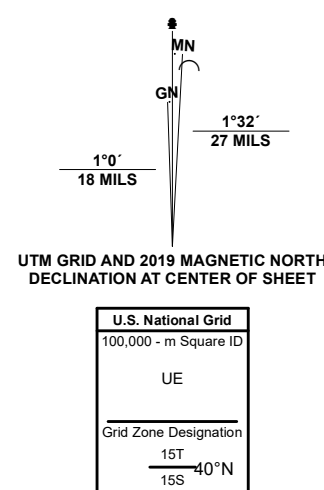 MN
GN
1°32´
27 MILS
1°0´
18 MILS
UTM GRID AND 2019 MAGNETIC NORTH
DECLINATION AT CENTER OF SHEET
U.S. National Grid
100,000 - m Square ID
UE
Grid Zone Designation
15T
40°N
15S